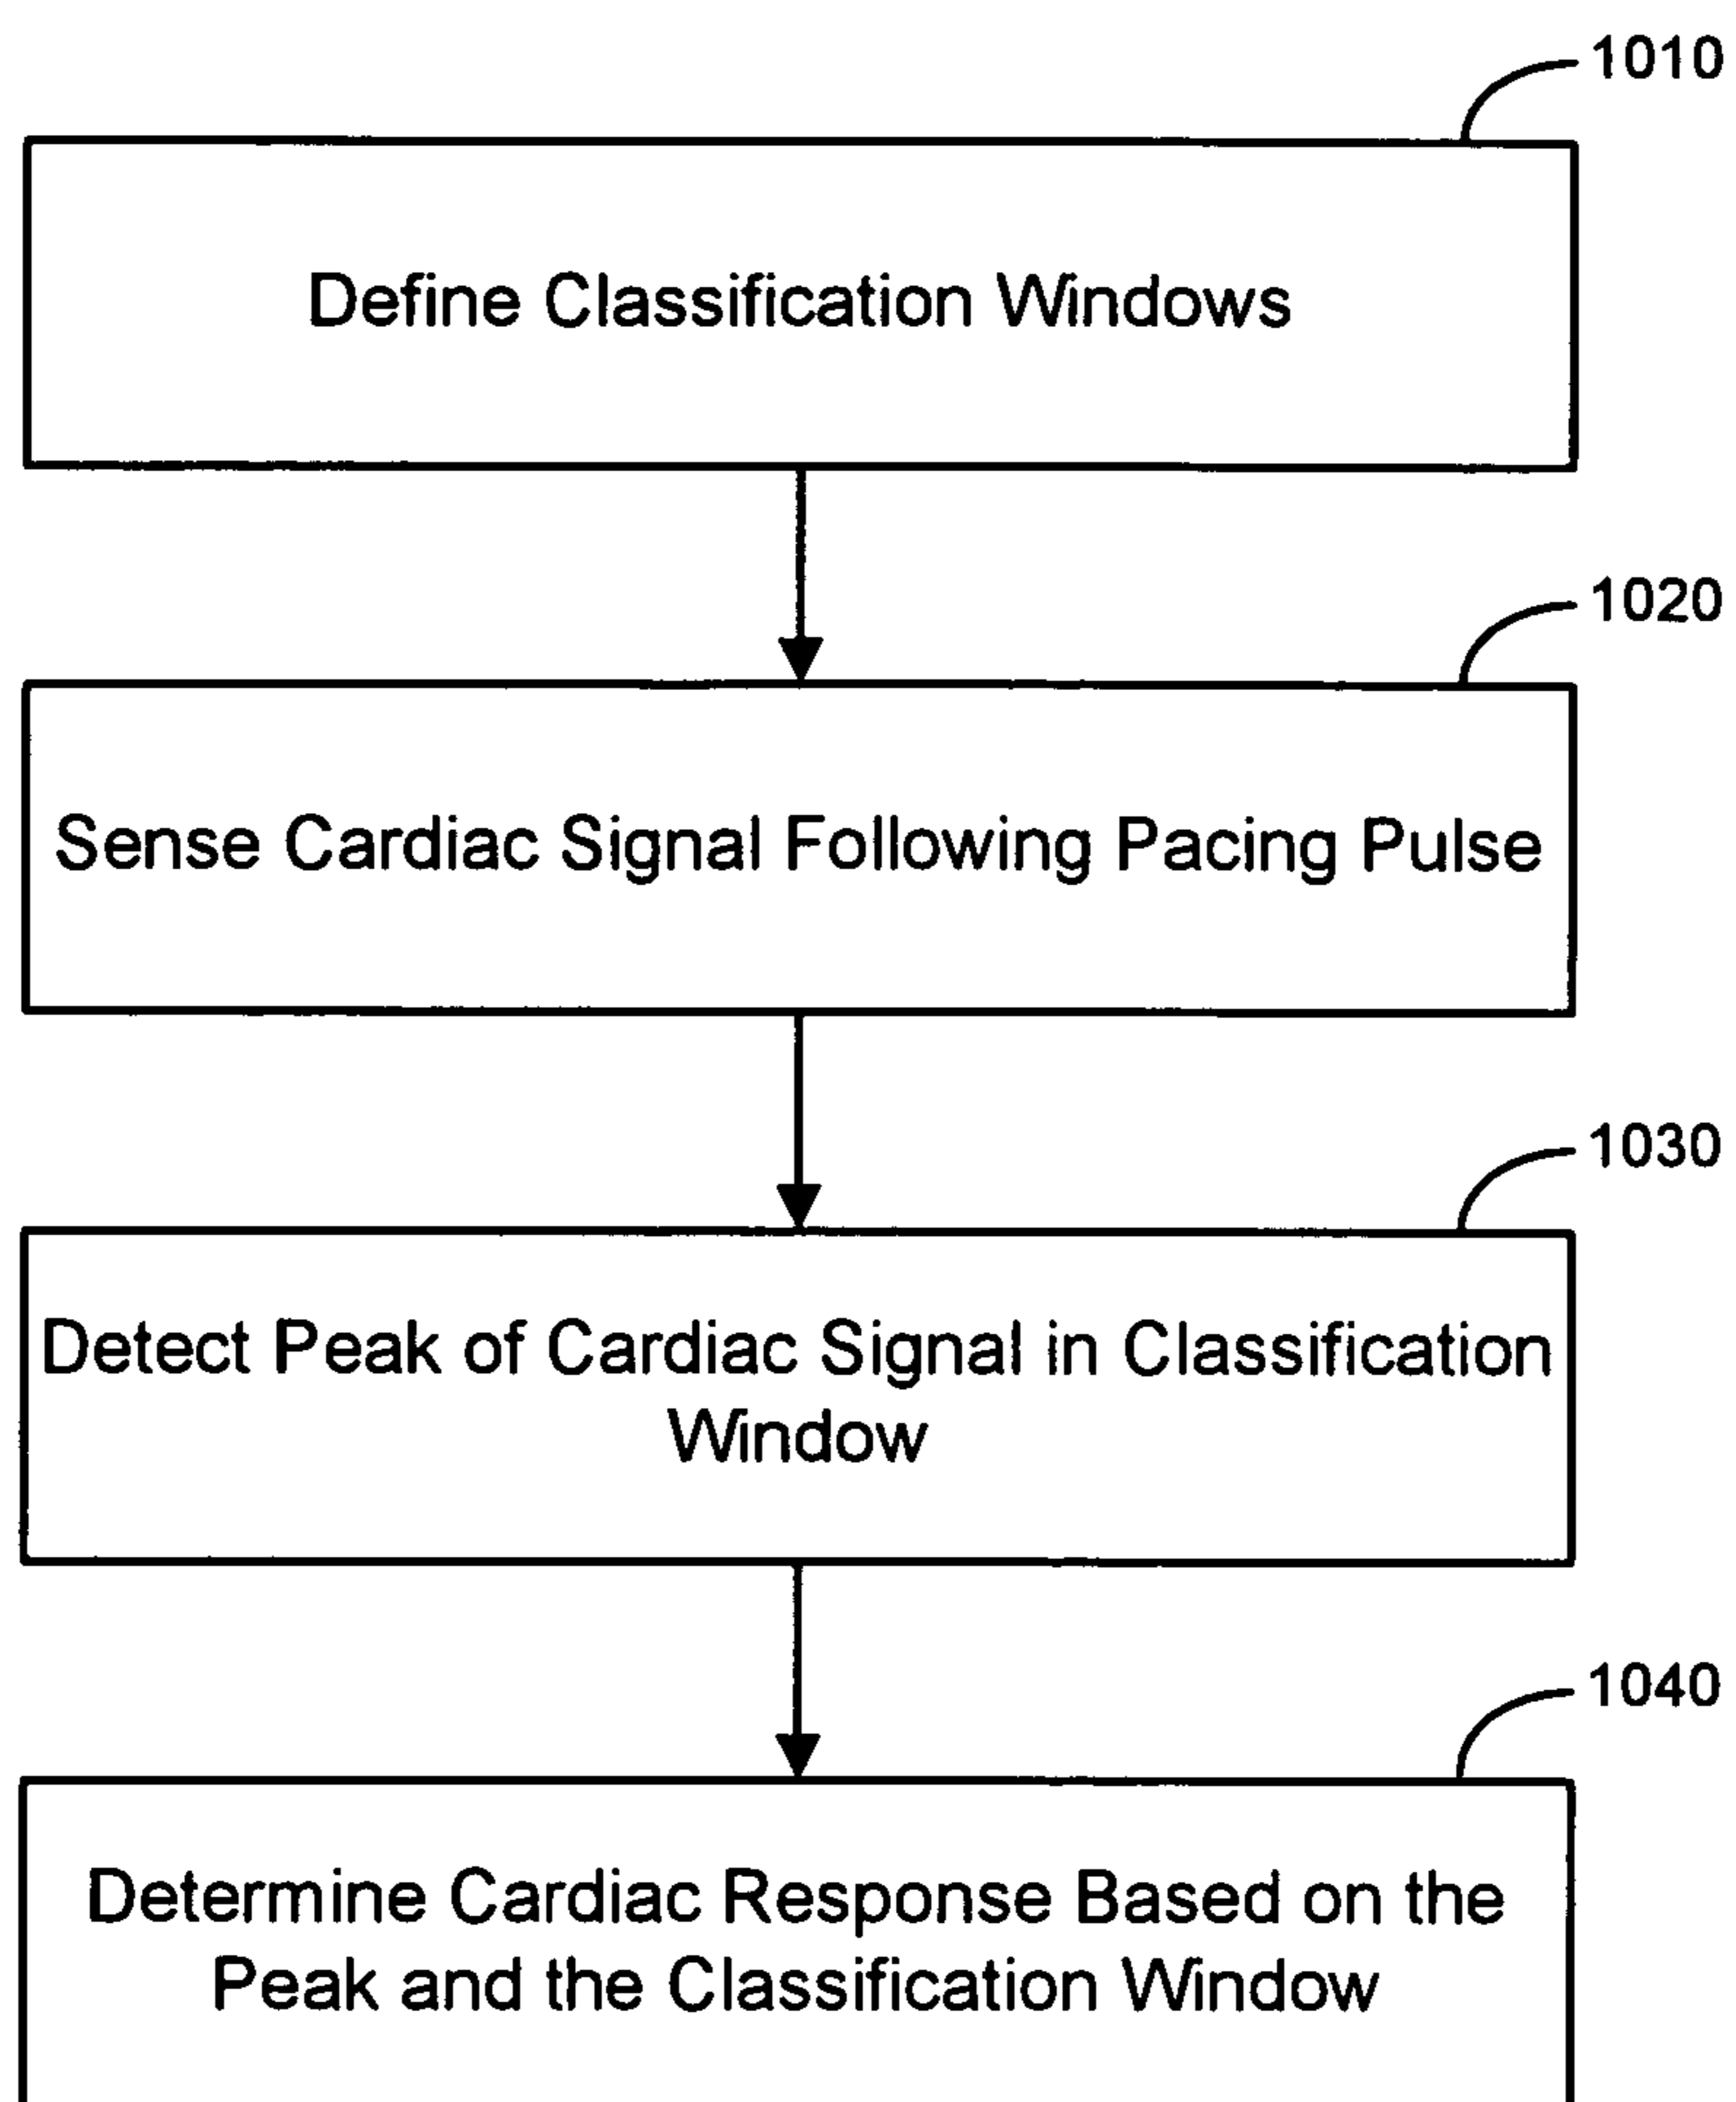 1010
Define Classification Windows
1020
Sense Cardiac Signal Following Pacing Pulse
1030
Detect Peak of Cardiac Signal in Classification
Window
1040
Determine Cardiac Response Based on the
Peak and the Classification Window